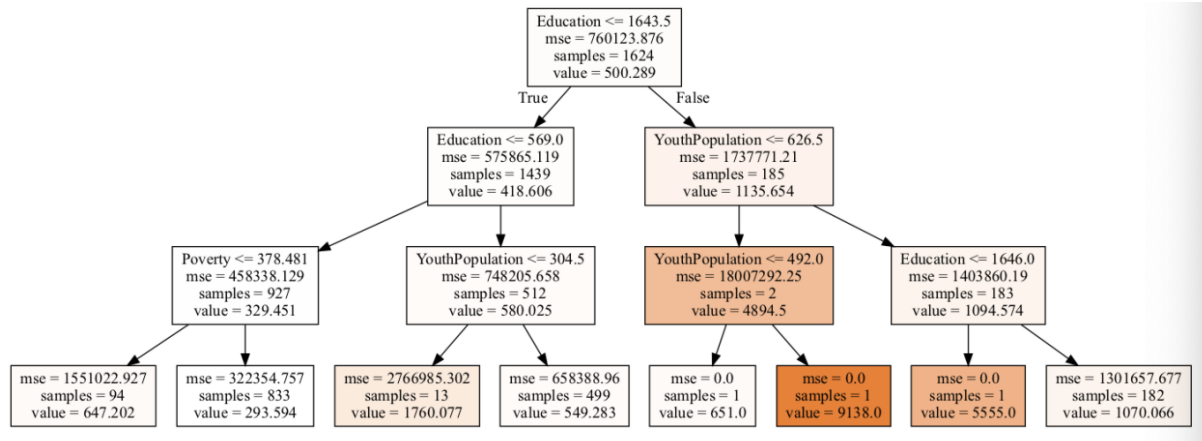 Education <= 1643.5
mse = 760123.876
samples = 1624
value = 500.289
True
False
Education <= 569.0
mse = 575865.119
samples = 1439
value = 418.606
YouthPopulation <= 626.5
mse = 1737771.21
samples = 185
value = 1135.654
Poverty <= 378.481
mse = 458338.129
samples = 927
value = 329.451
YouthPopulation <= 304.5
mse = 748205.658
samples = 512
value = 580.025
YouthPopulation <= 492.0
mse = 18007292.25
samples = 2
value = 4894.5
Education <= 1646.0
mse = 1403860.19
samples = 183
value = 1094.574
mse = 1551022.927
samples = 94
value = 647.202
mse = 322354.757
samples = 833
value = 293.594
mse = 2766985.302
samples = 13
value = 1760.077
mse = 658388.96
samples = 499
value = 549.283
mse = 0.0
samples = 1
value = 651.0
mse = 0.0
samples = 1
value = 9138.0
mse = 0.0
samples = 1
value = 5555.0
mse = 1301657.677
samples = 182
value = 1070.066